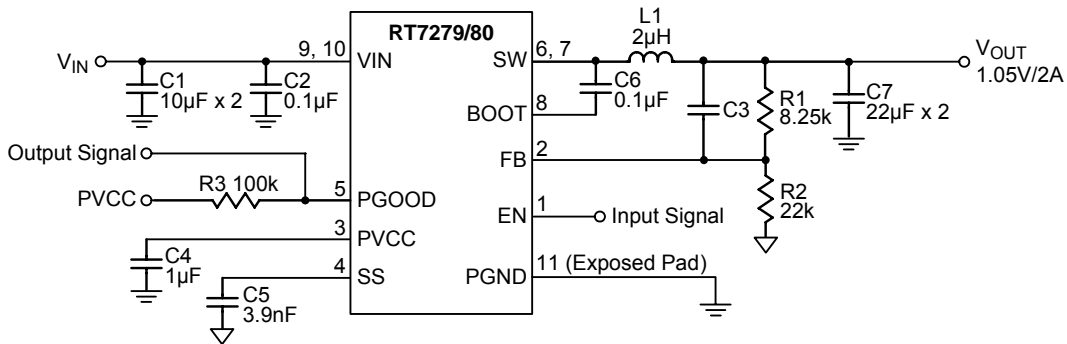 RT7279/80
VIN
9, 10
VIN
C1
10µF x 2
C2
0.1µF
SW
6, 7
L1
2µH
VOUT
1.05V/2A
C6
0.1µF
BOOT
8
C3
R1
8.25k
C7
22µF x 2
FB
2
R2
22k
Output Signal
PVCC
R3 100k
5
PGOOD
EN
1
Input Signal
3
PVCC
C4
1µF
4
SS
C5
3.9nF
PGND
11 (Exposed Pad)